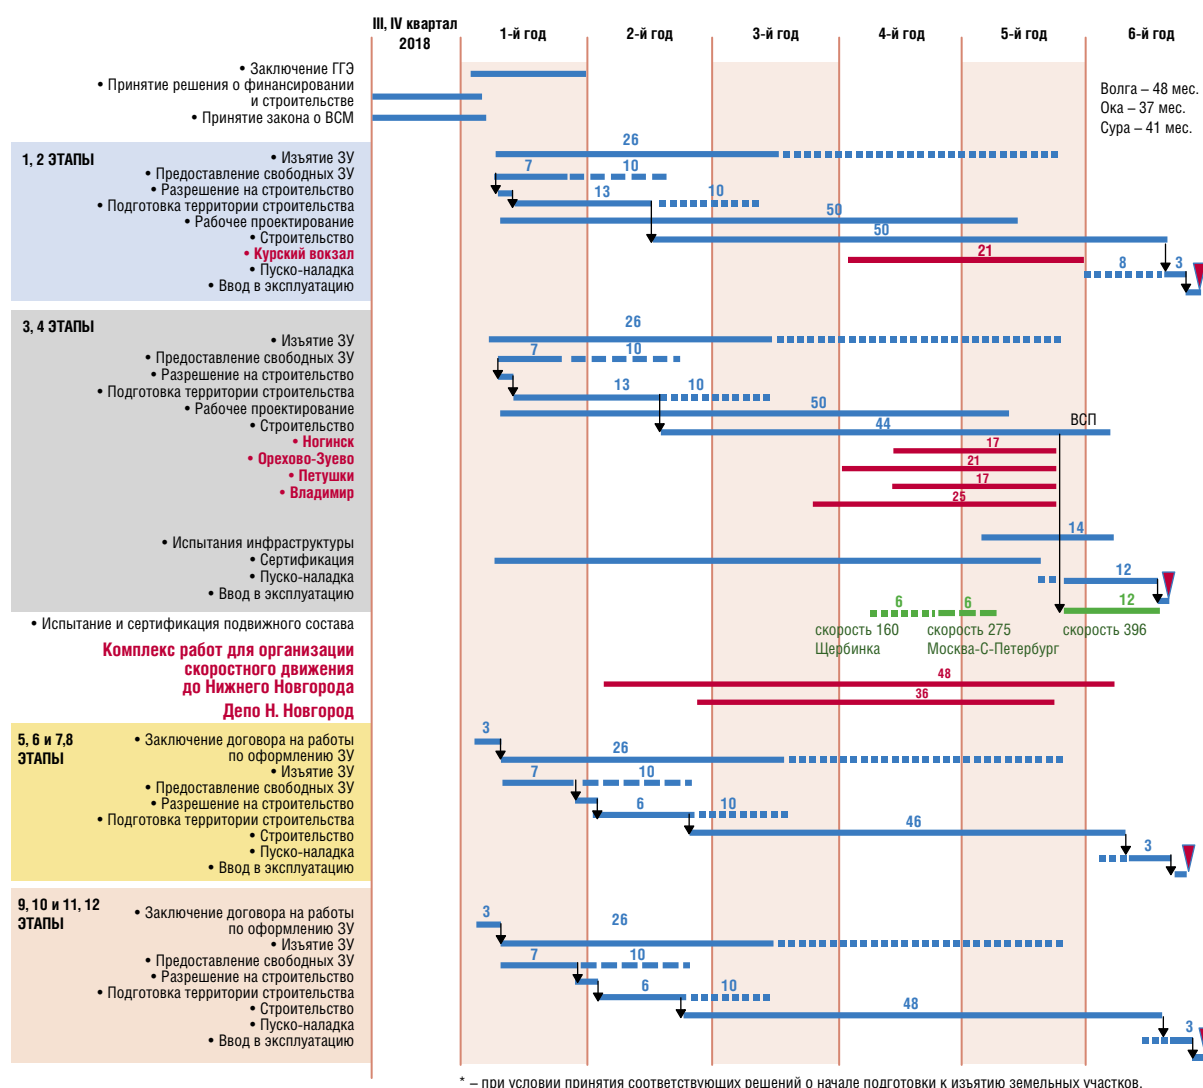 III, IV квартал
2018
1-й год
2-й год
3-й год
4-й год
5-й год
6-й год
• Заключение ГГЭ
• Принятие решения о финансировании
и строительстве
• Принятие закона о ВСМ
Волга – 48 мес.
Ока – 37 мес.
Сура – 41 мес.
1, 2 ЭТАПЫ
• Изъятие ЗУ
• Предоставление свободных ЗУ
• Разрешение на строительство
• Подготовка территории строительства
• Рабочее проектирование
• Строительство
• Курский вокзал
• Пуско-наладка
• Ввод в эксплуатацию
26
7
10
13
10
50
50
21
8
3
3, 4 ЭТАПЫ
• Изъятие ЗУ
• Предоставление свободных ЗУ
• Разрешение на строительство
• Подготовка территории строительства
• Рабочее проектирование
• Строительство
• Ногинск
• Орехово-Зуево
• Петушки
• Владимир
• Испытания инфраструктуры
• Сертификация
• Пуско-наладка
• Ввод в эксплуатацию
26
7
10
13
10
50
ВСП
44
17
21
17
25
14
12
• Испытание и сертификация подвижного состава
6
6
12
скорость 160
Щербинка
скорость 275
Москва-С-Петербург
скорость 396
Комплекс работ для организации
скоростного движения
до Нижнего Новгорода
Депо Н. Новгород
48
36
5, 6 и 7,8
ЭТАПЫ
• Заключение договора на работы
по оформлению ЗУ
• Изъятие ЗУ
• Предоставление свободных ЗУ
• Разрешение на строительство
• Подготовка территории строительства
• Строительство
• Пуско-наладка
• Ввод в эксплуатацию
3
26
7
10
6
10
46
3
9, 10 и 11, 12
ЭТАПЫ
• Заключение договора на работы
по оформлению ЗУ
• Изъятие ЗУ
• Предоставление свободных ЗУ
• Разрешение на строительство
• Подготовка территории строительства
• Строительство
• Пуско-наладка
• Ввод в эксплуатацию
3
26
7
10
6
10
48
3
* – при условии принятия соответствующих решений о начале подготовки к изъятию земельных участков.